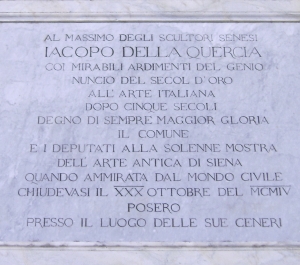 AL MASSIMO DEGLI SCULTORI SENESI
IACOPO DELLA QUERCIA
COI MIRABILI ARDIMENTI DEL GENIO
NUNCIO DEL SECOL D'ORO
ALL'ARTE ITALIANA
DOPO CINQUE SECOLI
DEGNO DI SEMPRE MAGGIOR GLORIA
IL COMUNE
E I DEPUTATI ALLA SOLENNE MOSTRA
DELL'ARTE ANTICA DI SIENA
QUANDO AMMIRATA DAL MONDO CIVILE
CHIUDEVASI IL XXX OTTOBRE DEL MCMIV
POSERO
PRESSO IL LUOGO DELLE SUE CENERI